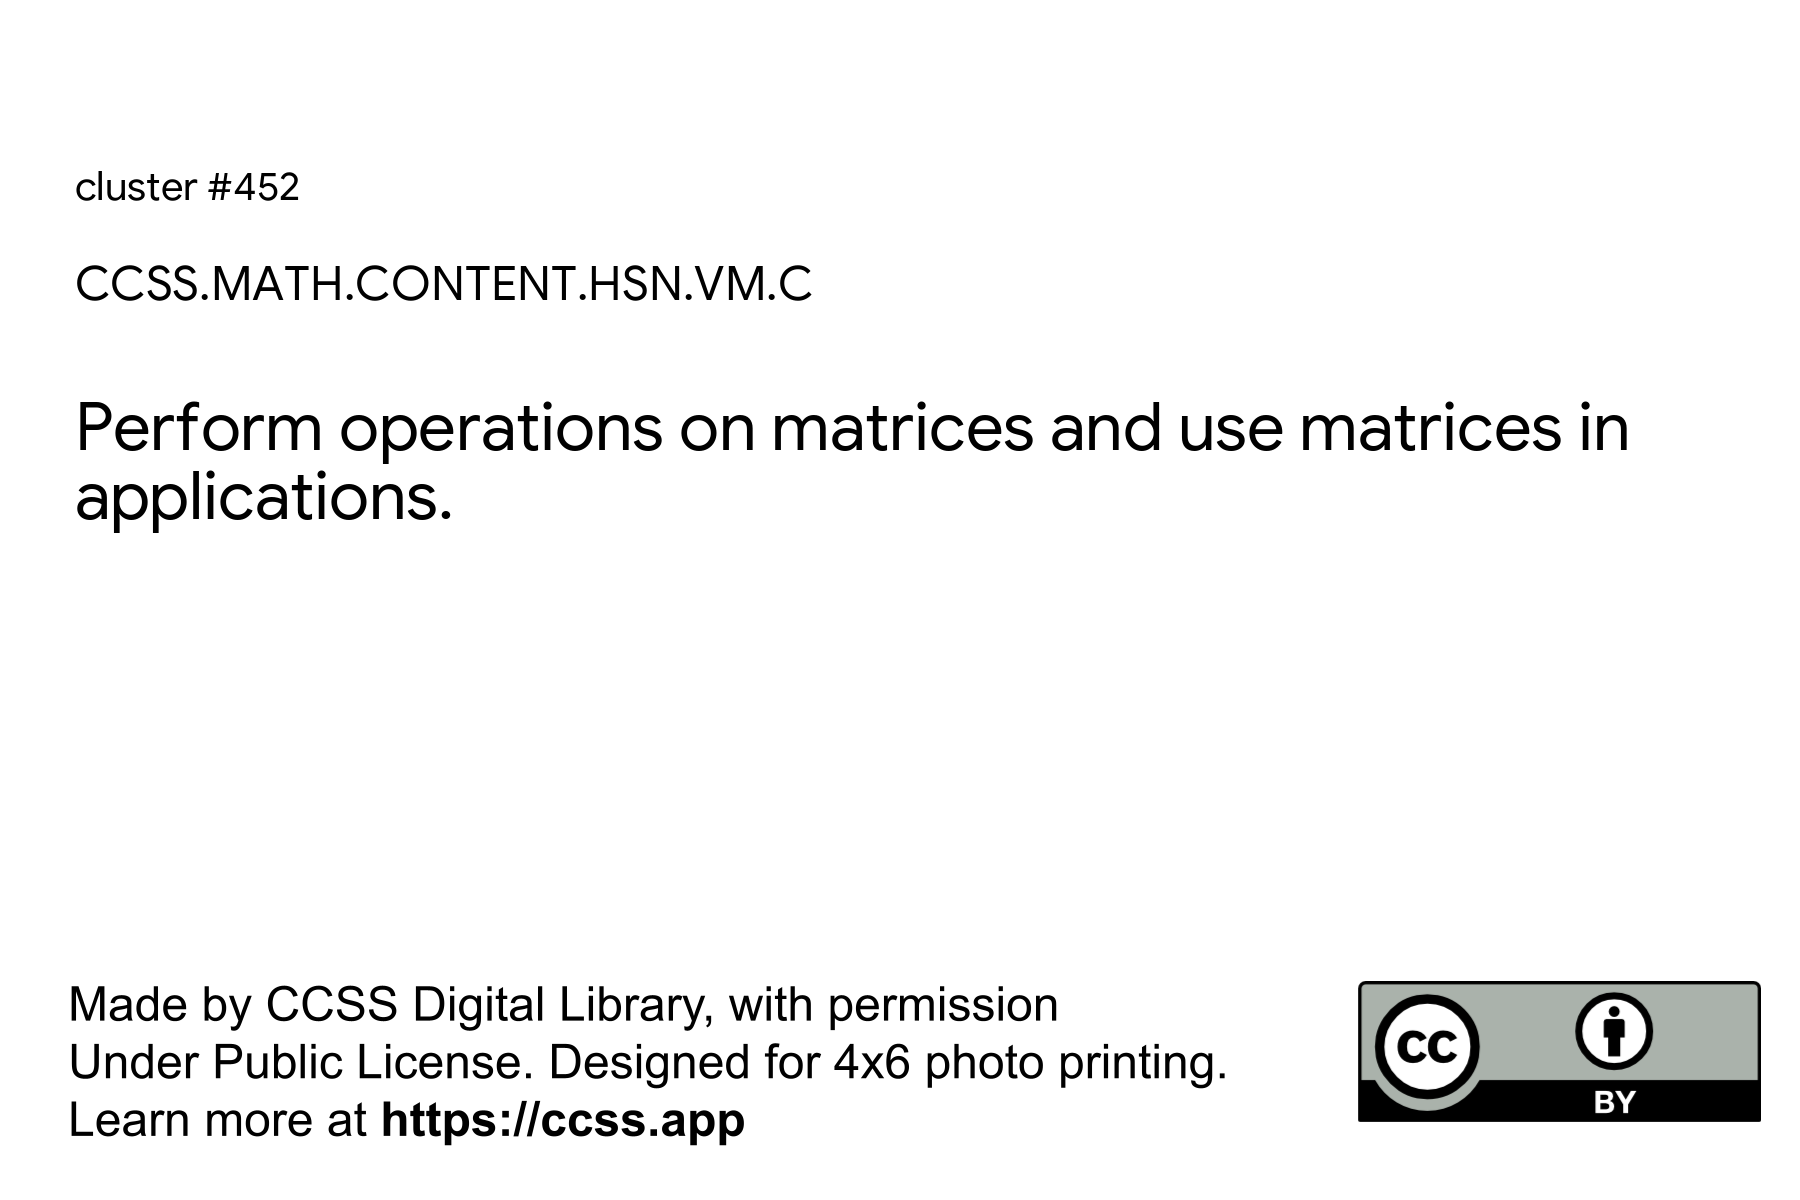 cluster #452
CCSS.MATH.CONTENT.HSN.VM.C
Perform operations on matrices and use matrices in
applications.
Made by CCSS Digital Library, with permission
Under Public License. Designed for 4x6 photo printing.
Learn more at https://ccss.app
CC
BY